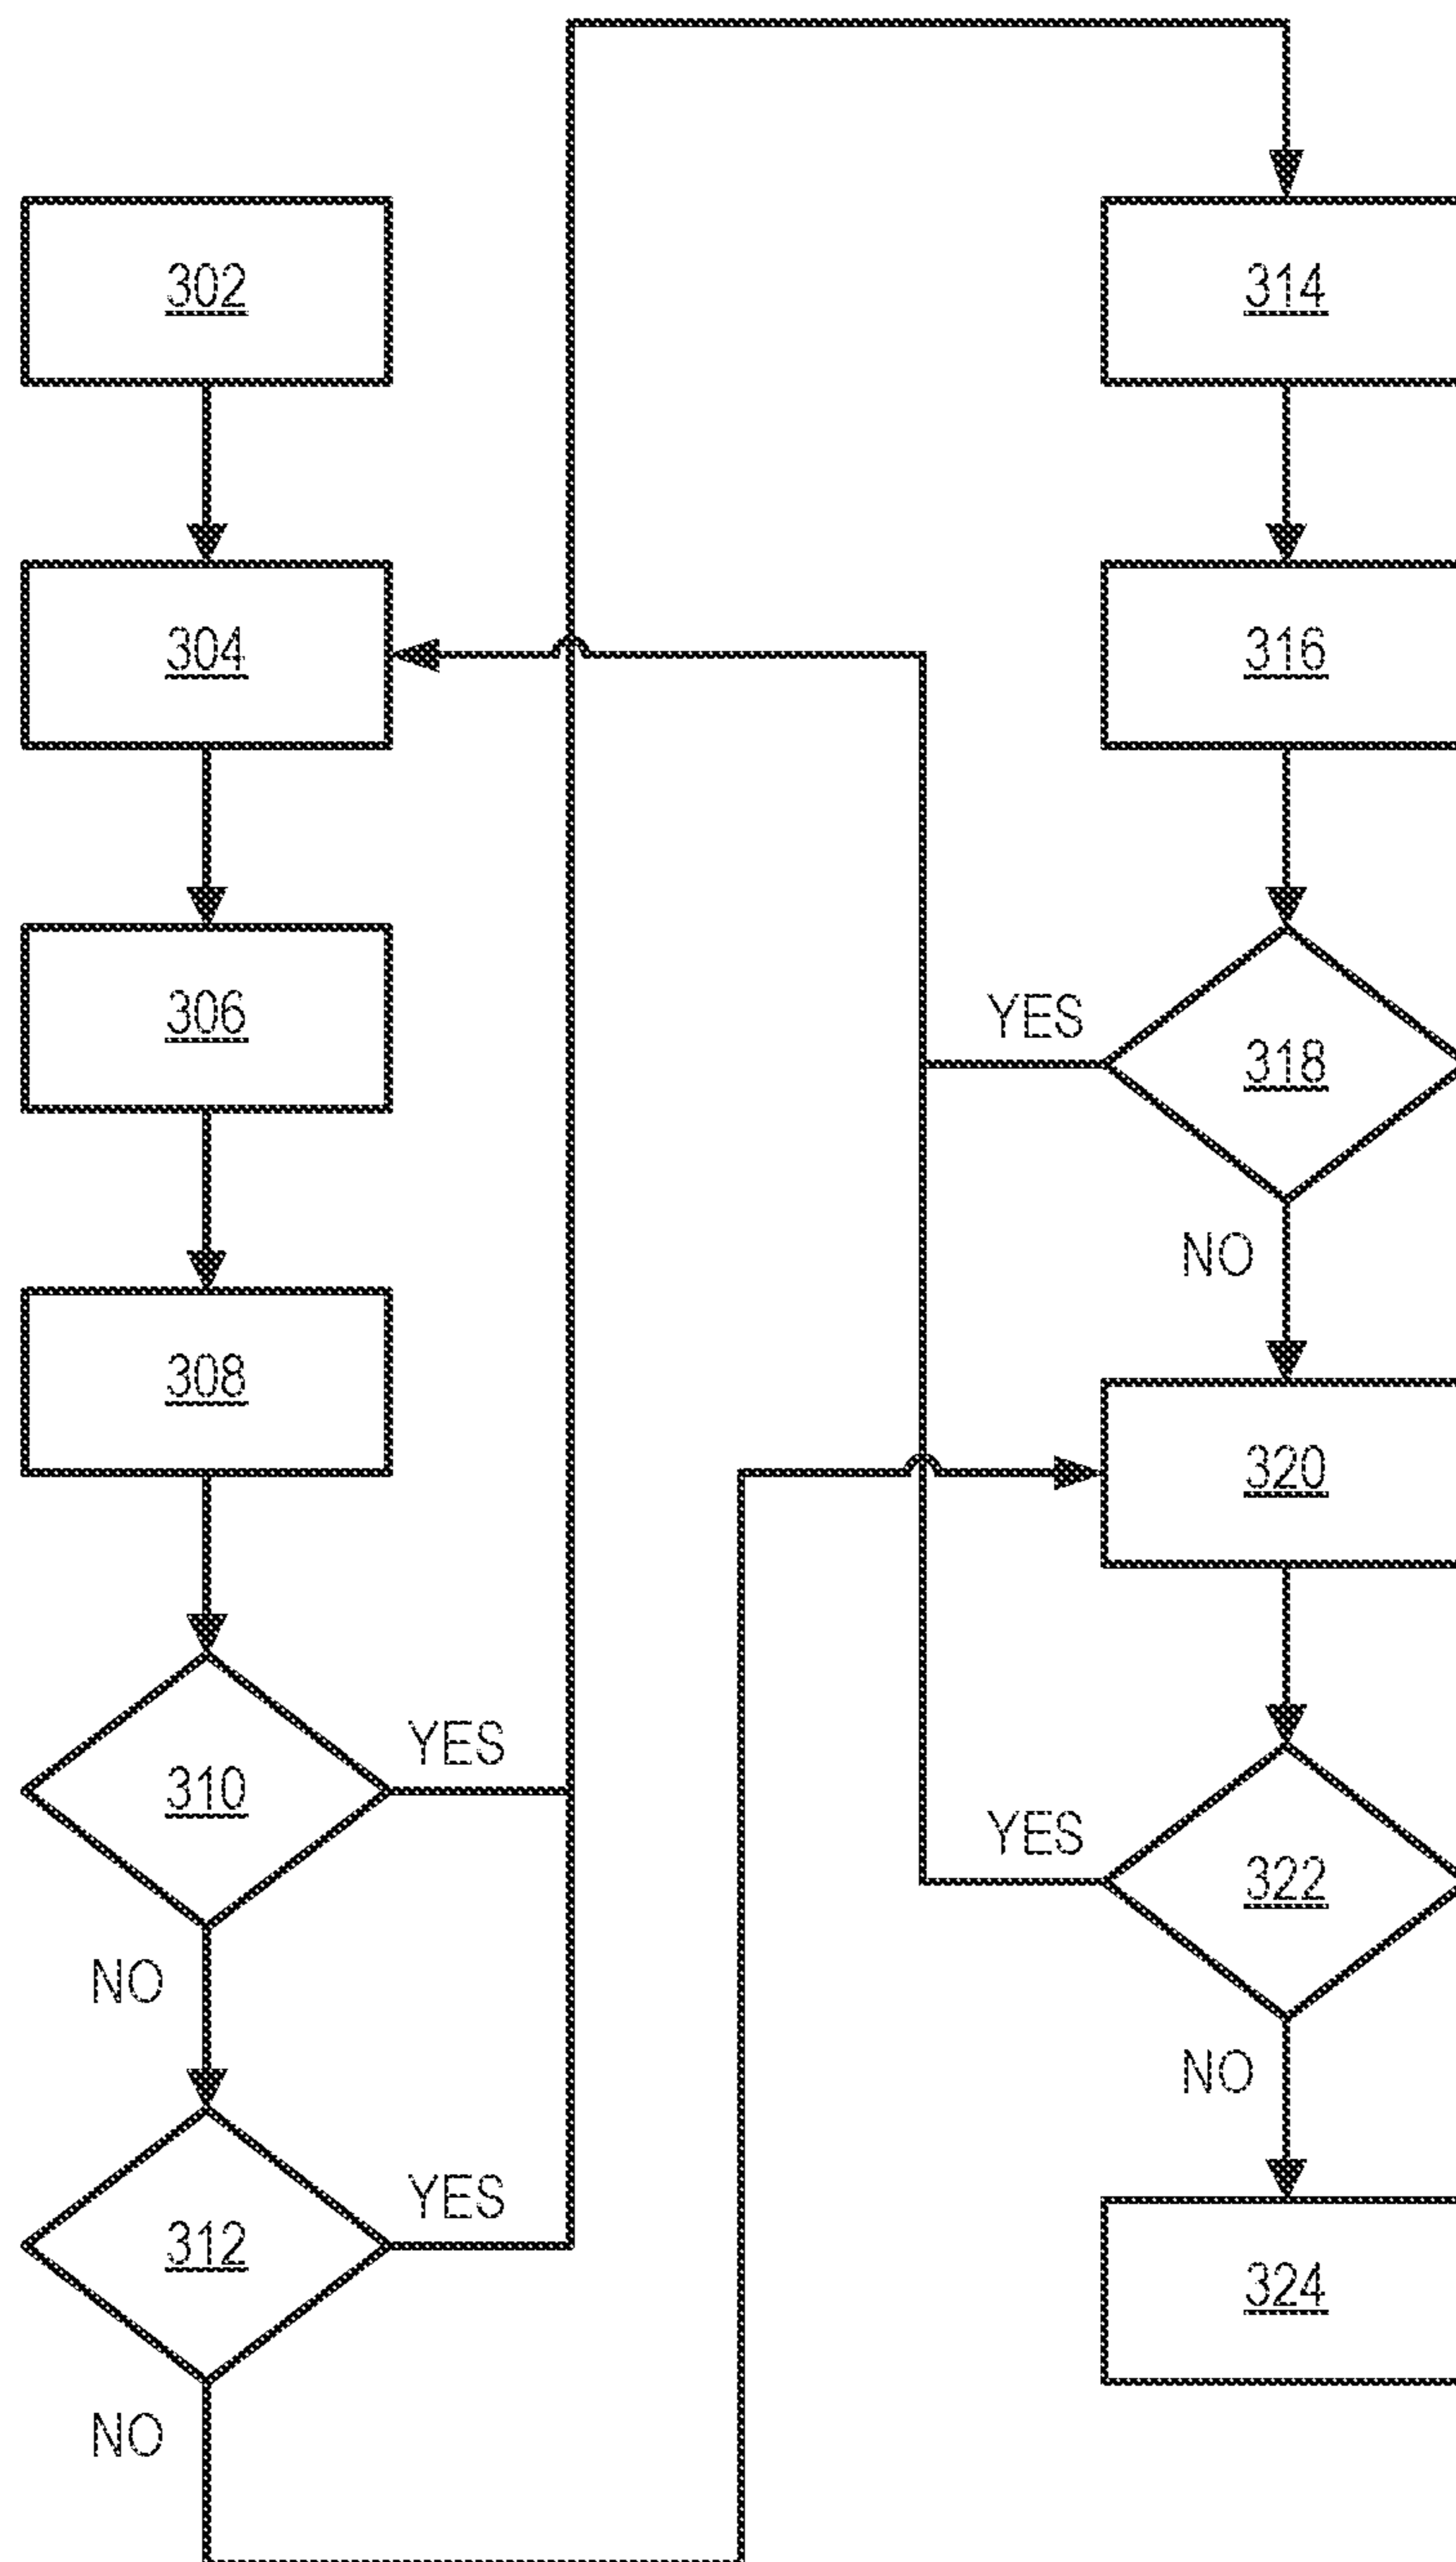 302
304
306
308
310
YES
NO
312
YES
NO
314
316
318
YES
NO
320
322
YES
NO
324